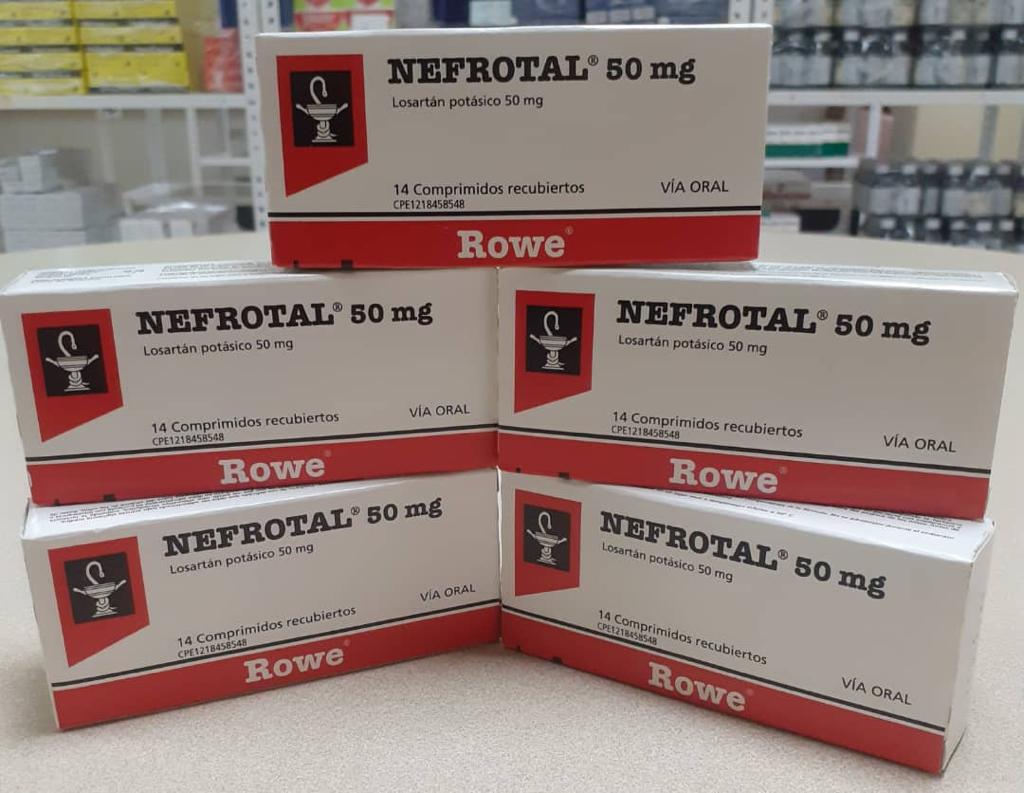 NEFROTAL® 50 mg
Losartán potásico 50 mg
14 Comprimidos recubiertos VÍA ORAL
CPE1218458548
Rowe®
NEFROTAL® 50 mg
Losartán potásico 50 mg
14 Comprimidos recubiertos VÍA ORAL
CPE1218458548
Rowe®
NEFROTAL® 50 mg
Losartán potásico 50 mg
14 Comprimidos recubiertos VÍA ORAL
CPE1218458548
Rowe®
NEFROTAL® 50 mg
Losartán potásico 50 mg
14 Comprimidos recubiertos VÍA ORAL
CPE1218458548
Rowe®
NEFROTAL® 50 mg
Losartán potásico 50 mg
14 Comprimidos recubiertos VÍA ORAL
CPE1218458548
Rowe®